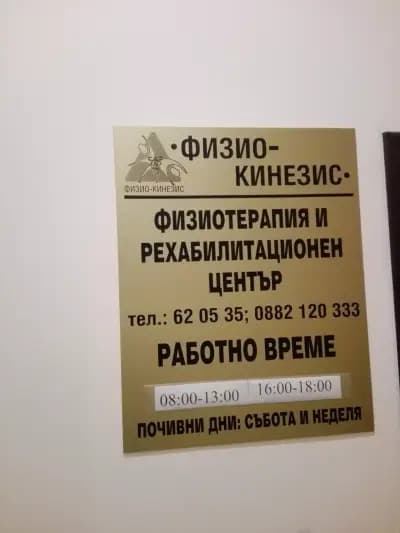 ·ФИЗИО-
КИНЕЗИС·
ФИЗИО-КИНЕЗИС
ФИЗИОТЕРАПИЯ И
РЕХАБИЛИТАЦИОНЕН
ЦЕНТЪР
тел.: 62 05 35; 0882 120 333
РАБОТНО ВРЕМЕ
08:00-13:00 16:00-18:00
ПОЧИВНИ ДНИ: СЪБОТА И НЕДЕЛЯ